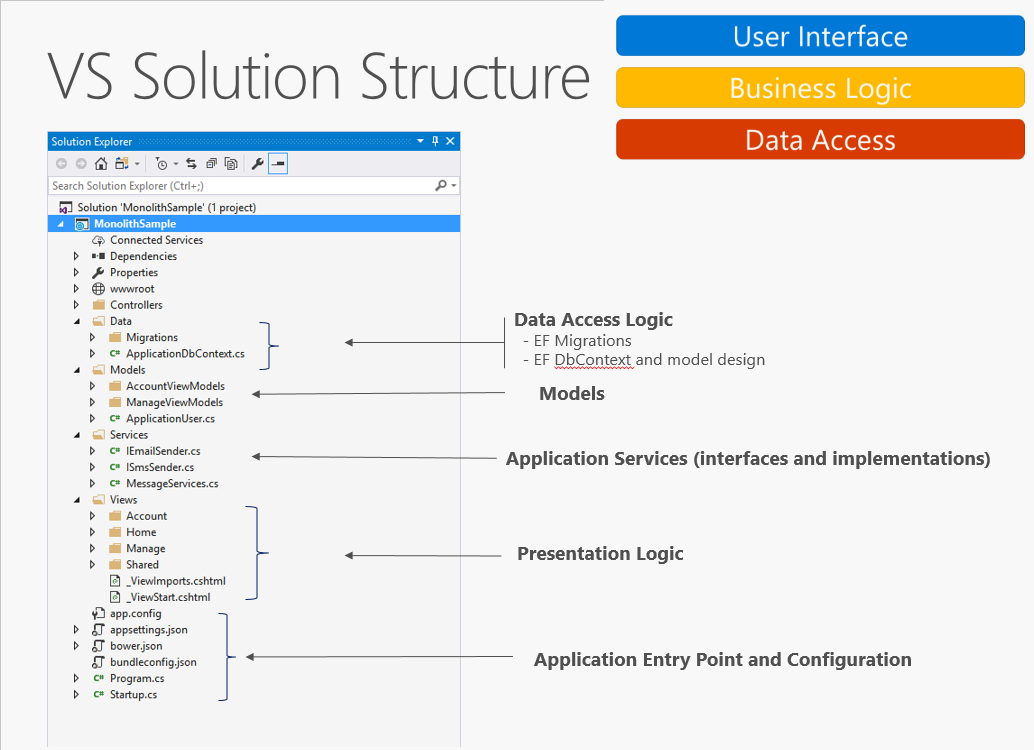 VS Solution Structure
User Interface
Business Logic
Data Access
Solution Explorer
Search Solution Explorer (Ctrl+;)
Solution 'MonolithSample' (1 project)
MonolithSample
Connected Services
Dependencies
Properties
wwwroot
Controllers
Data
Migrations
C# ApplicationDbContext.cs
Models
AccountViewModels
ManageViewModels
C# ApplicationUser.cs
Services
C# IEmailSender.cs
C# ISmsSender.cs
C# MessageServices.cs
Views
Account
Home
Manage
Shared
_ViewImports.cshtml
_ViewStart.cshtml
app.config
appsettings.json
bower.json
bundleconfig.json
C# Program.cs
C# Startup.cs
Data Access Logic
- EF Migrations
- EF DbContext and model design
Models
Application Services (interfaces and implementations)
Presentation Logic
Application Entry Point and Configuration